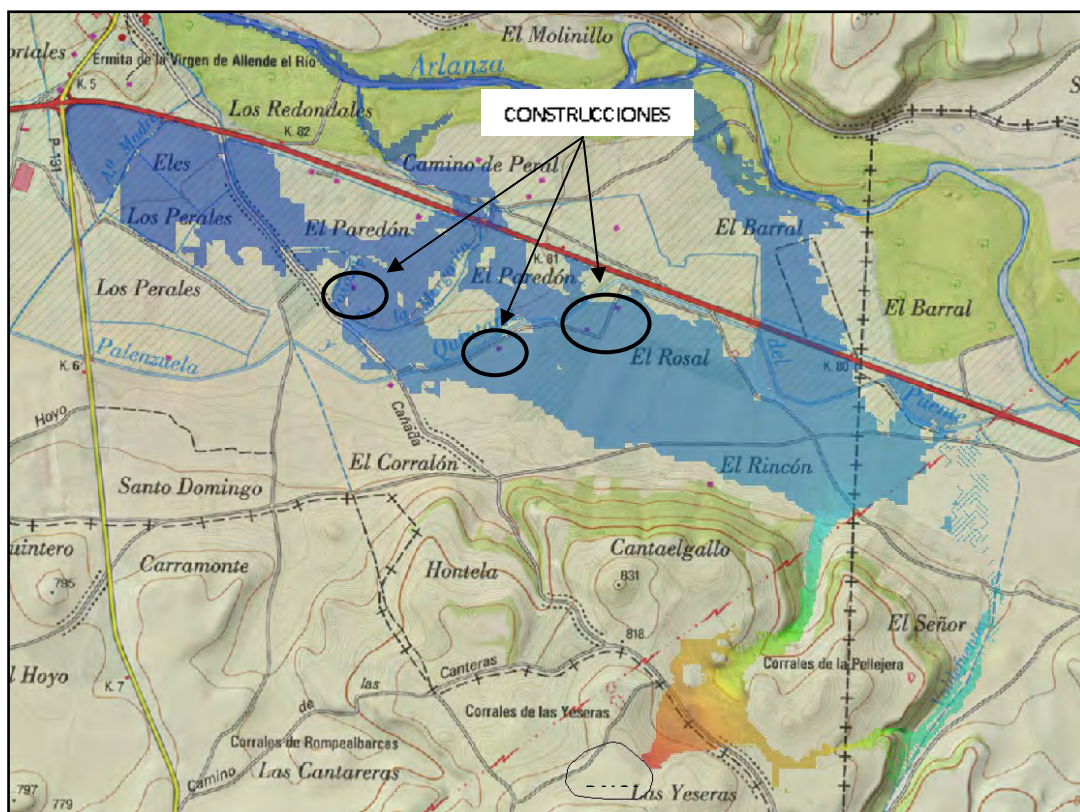 El Molinillo
ortales
Ermita de la Virgen de Allende el Río
Arlanza
K. 5
Los Redondales
CONSTRUCCIONES
K. 82
P-131
Eles
Camino de Peral
Los Perales
El Paredón
El Barral
K. 81
El Paredón
Los Perales
El Barral
Quint
El Rosal
del
Palenzuela
y
K. 6
K. 80
Puente
Hoyo
Cañada
El Corralón
El Rincón
Santo Domingo
uintero
Cantaelgallo
Carramonte
Hontela
795
831
El Señor
818
l Hoyo
Canteras
Corrales de la Pellejera
K. 7
las
de
Corrales de las Yeseras
Corrales de Rompealbarcas
Camino
Las Cantareras
797
779
Las Yeseras